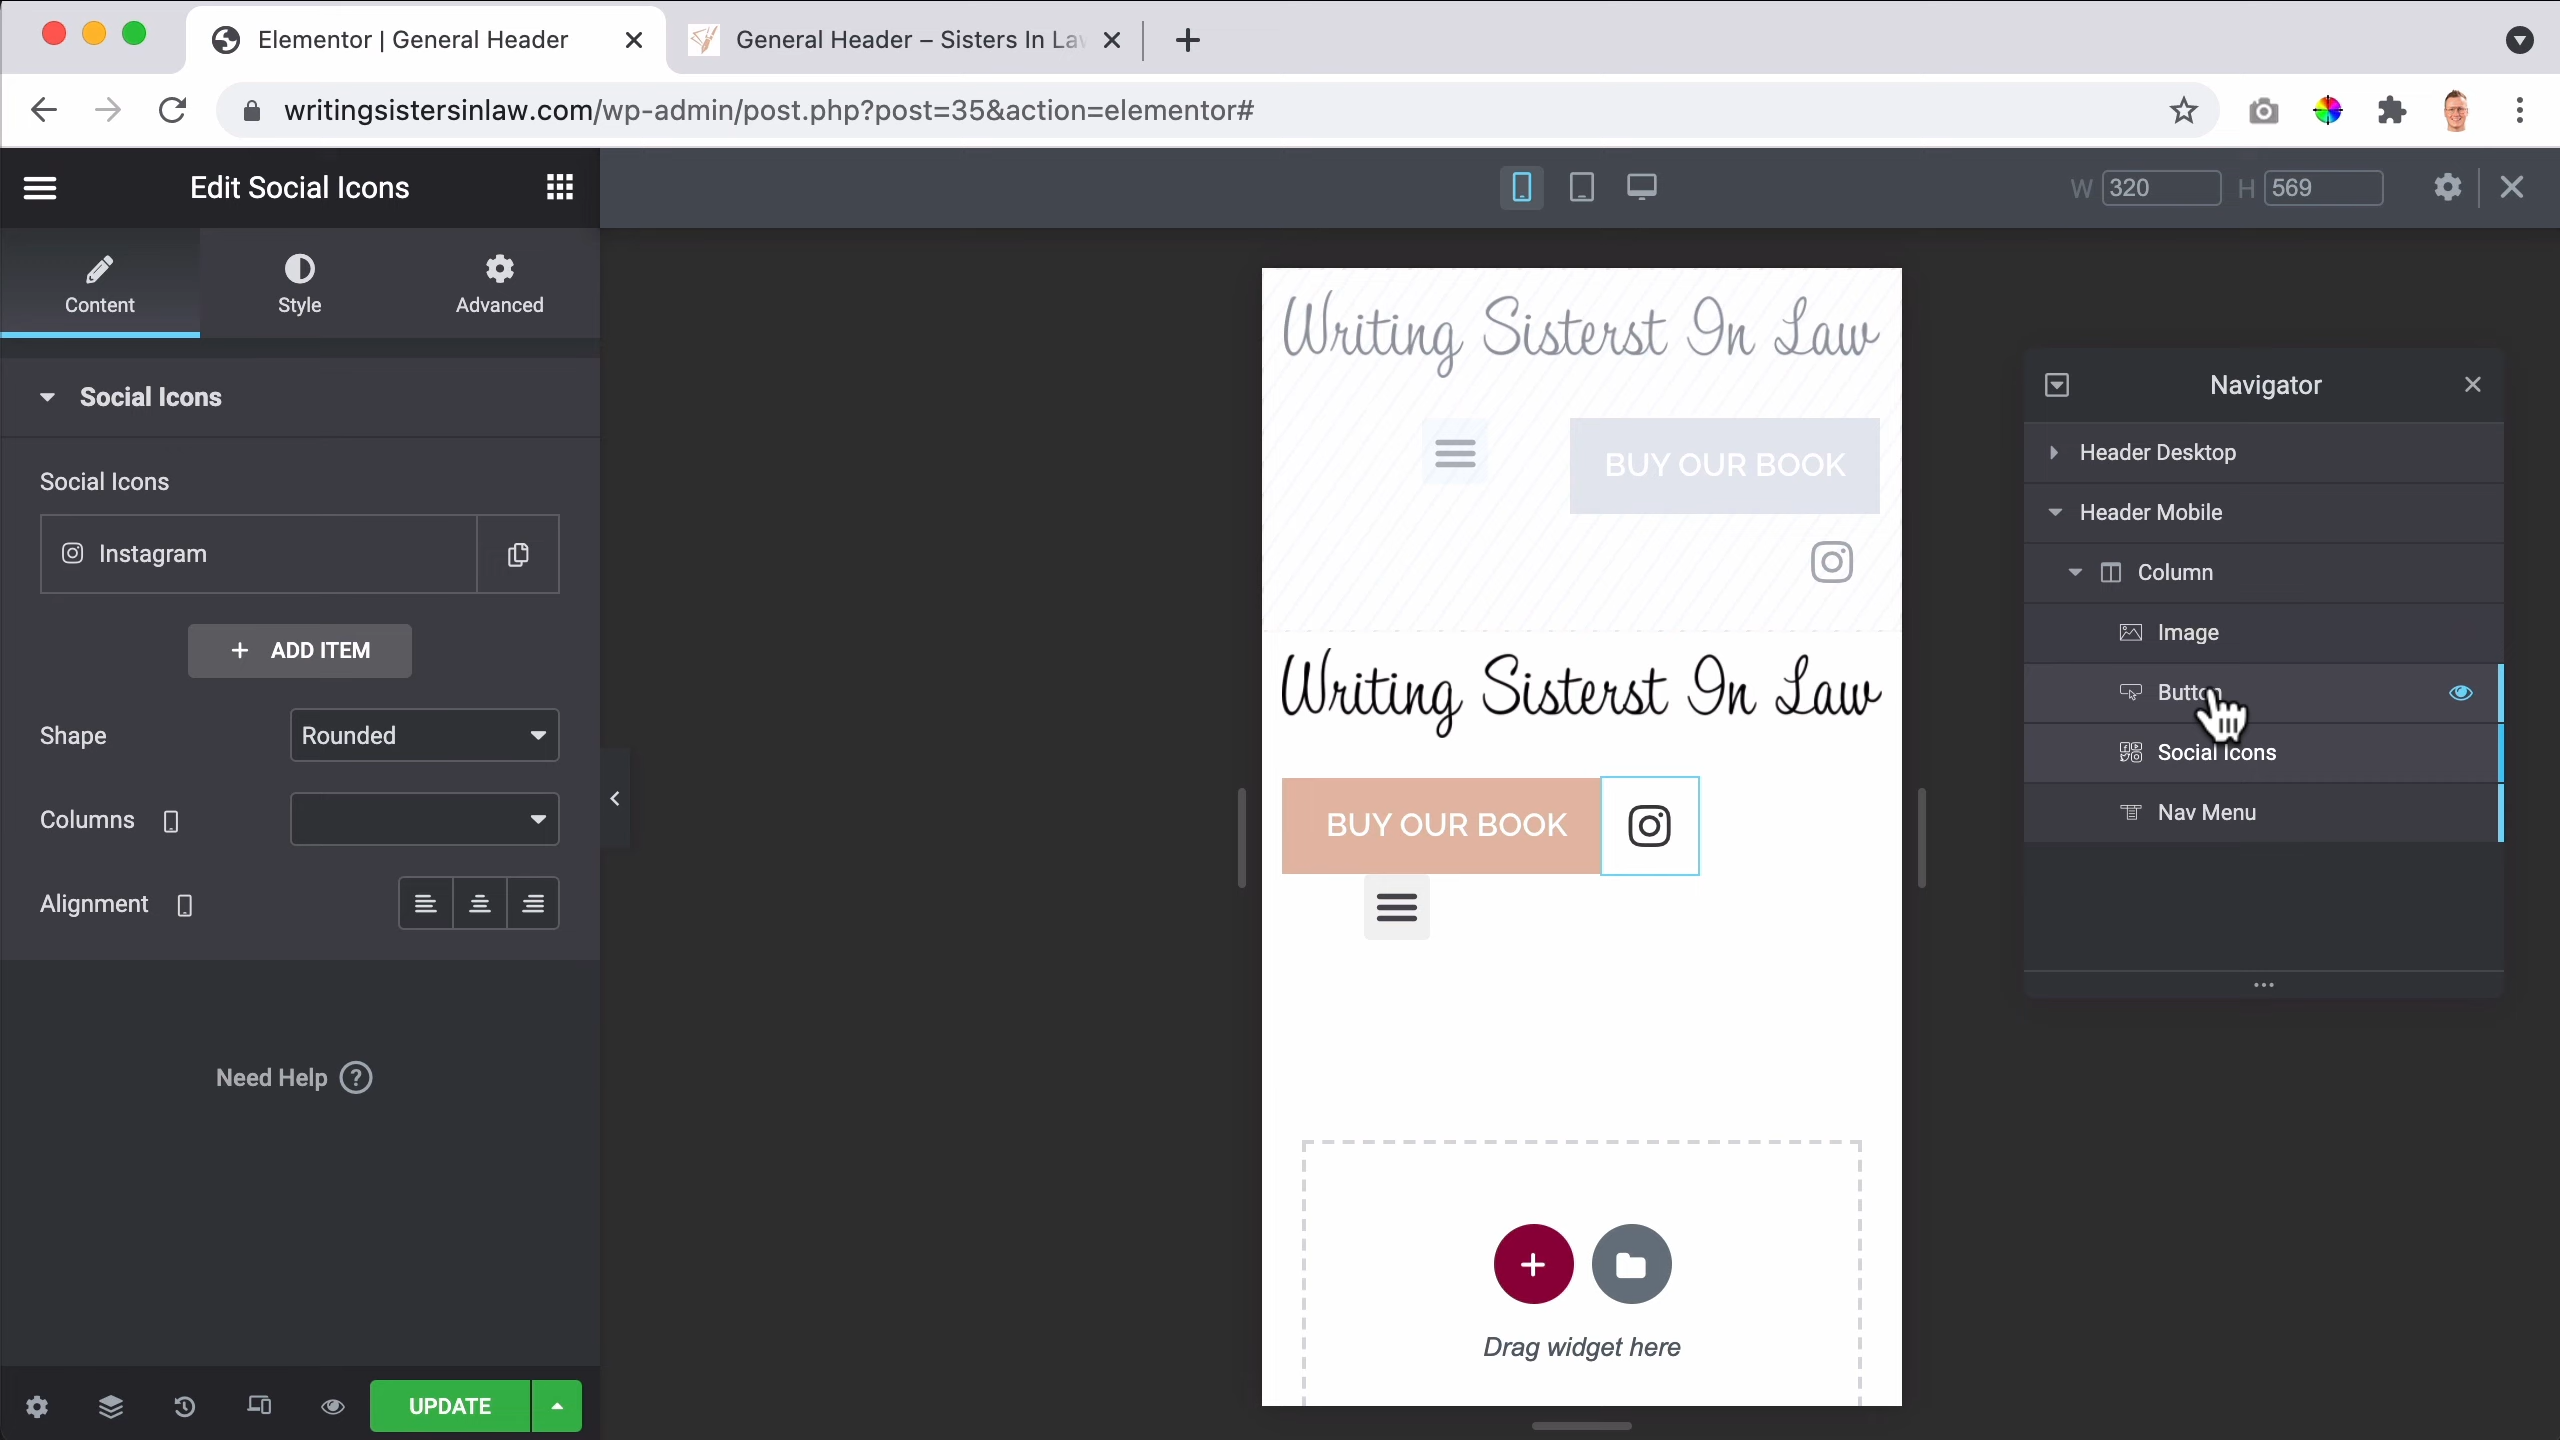 Elementor | General Header
General Header – Sisters In Law
writingsistersinlaw.com/wp-admin/post.php?post=35&action=elementor#
Edit Social Icons
W 320 H 569
Content
Style
Advanced
Social Icons
Social Icons
Instagram
+ ADD ITEM
Shape
Rounded
Columns
Alignment
Need Help ?
UPDATE
Writing Sisterst In Law
BUY OUR BOOK
Writing Sisterst In Law
BUY OUR BOOK
Drag widget here
Navigator
Header Desktop
Header Mobile
Column
Image
Button
Social Icons
Nav Menu